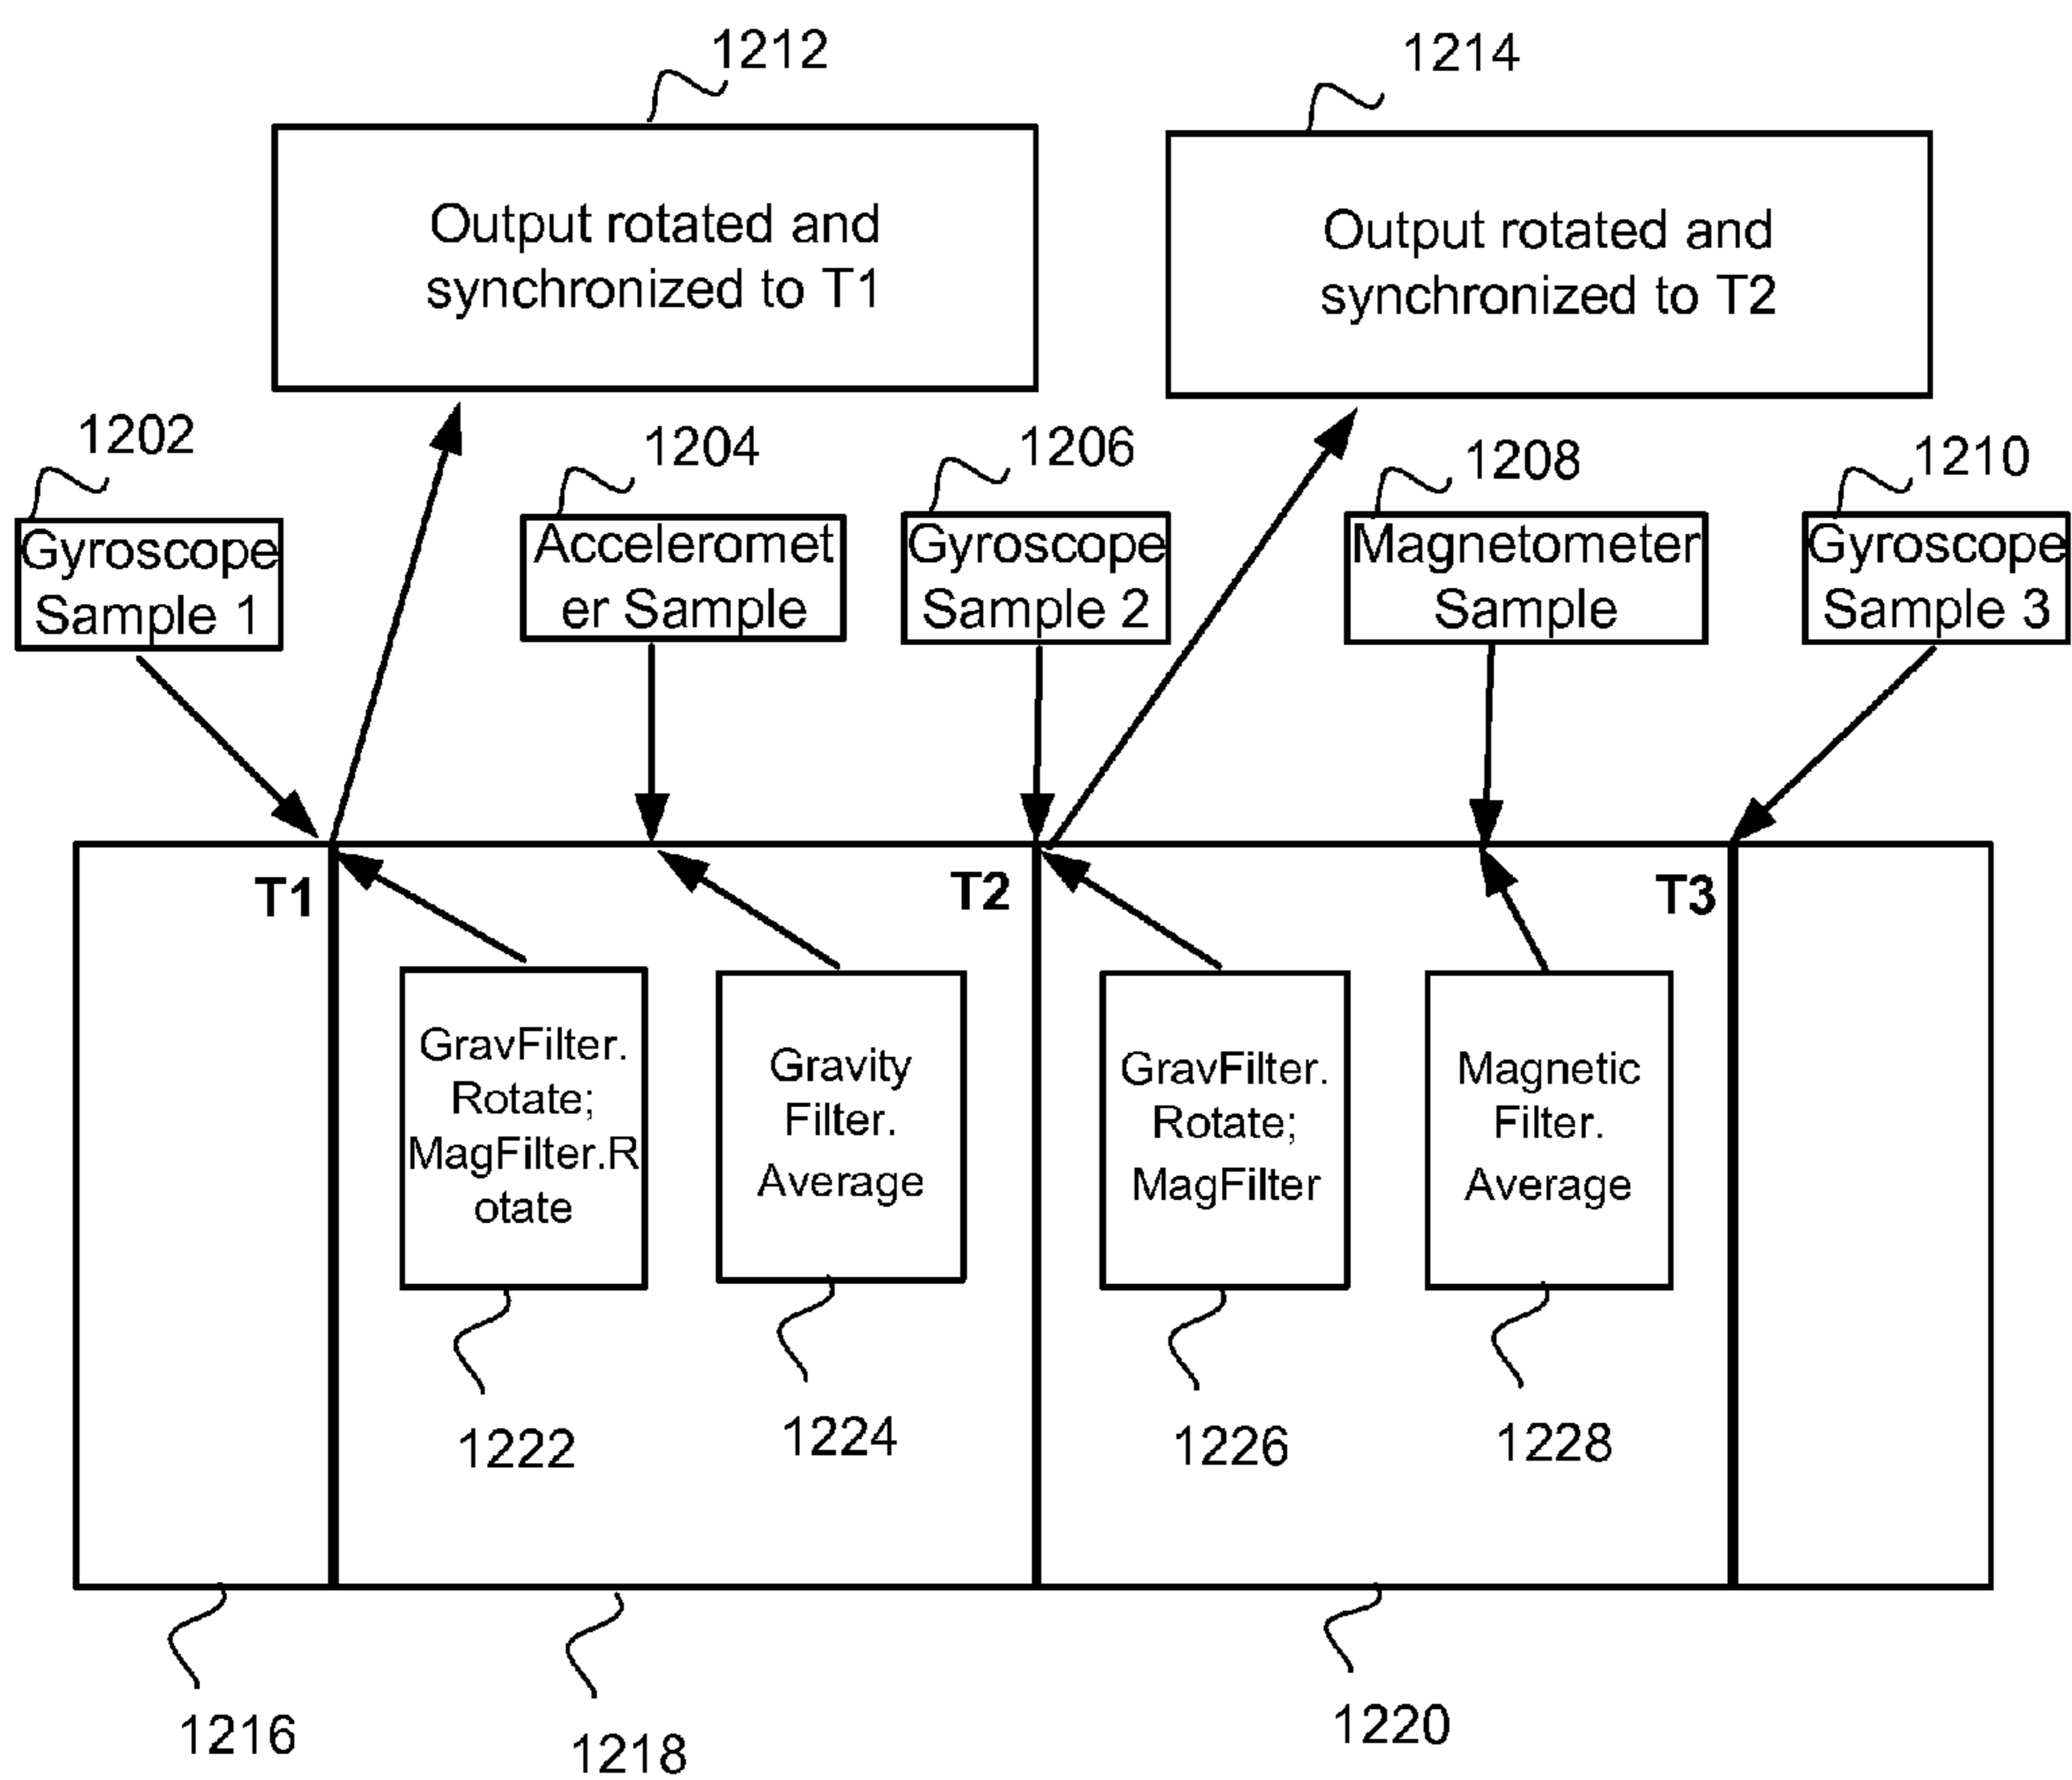 1212
1214
Output rotated and
synchronized to T1
Output rotated and
synchronized to T2
1202
1204
1206
1208
1210
Gyroscope
Sample 1
Acceleromet
er Sample
Gyroscope
Sample 2
Magnetometer
Sample
Gyroscope
Sample 3
T1
T2
T3
GravFilter.
Rotate;
MagFilter.R
otate
Gravity
Filter.
Average
GravFilter.
Rotate;
MagFilter
Magnetic
Filter.
Average
1222
1224
1226
1228
1216
1218
1220